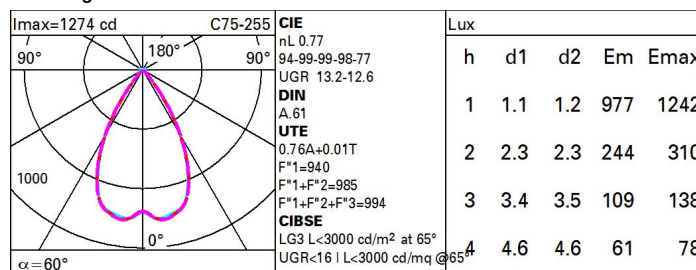 Imax=1274 cd C75-255
90° 180° 90°
1000
0°
α=60°
CIE
nL 0.77
94-99-99-98-77
UGR 13.2-12.6
DIN
A.61
UTE
0.76A+0.01T
F"1=940
F"1+F"2=985
F"1+F"2+F"3=994
CIBSE
LG3 L<3000 cd/m² at 65°
UGR<16 | L<3000 cd/mq @65°
Lux
h d1 d2 Em Emax
1 1.1 1.2 977 1242
2 2.3 2.3 244 310
3 3.4 3.5 109 138
4 4.6 4.6 61 78